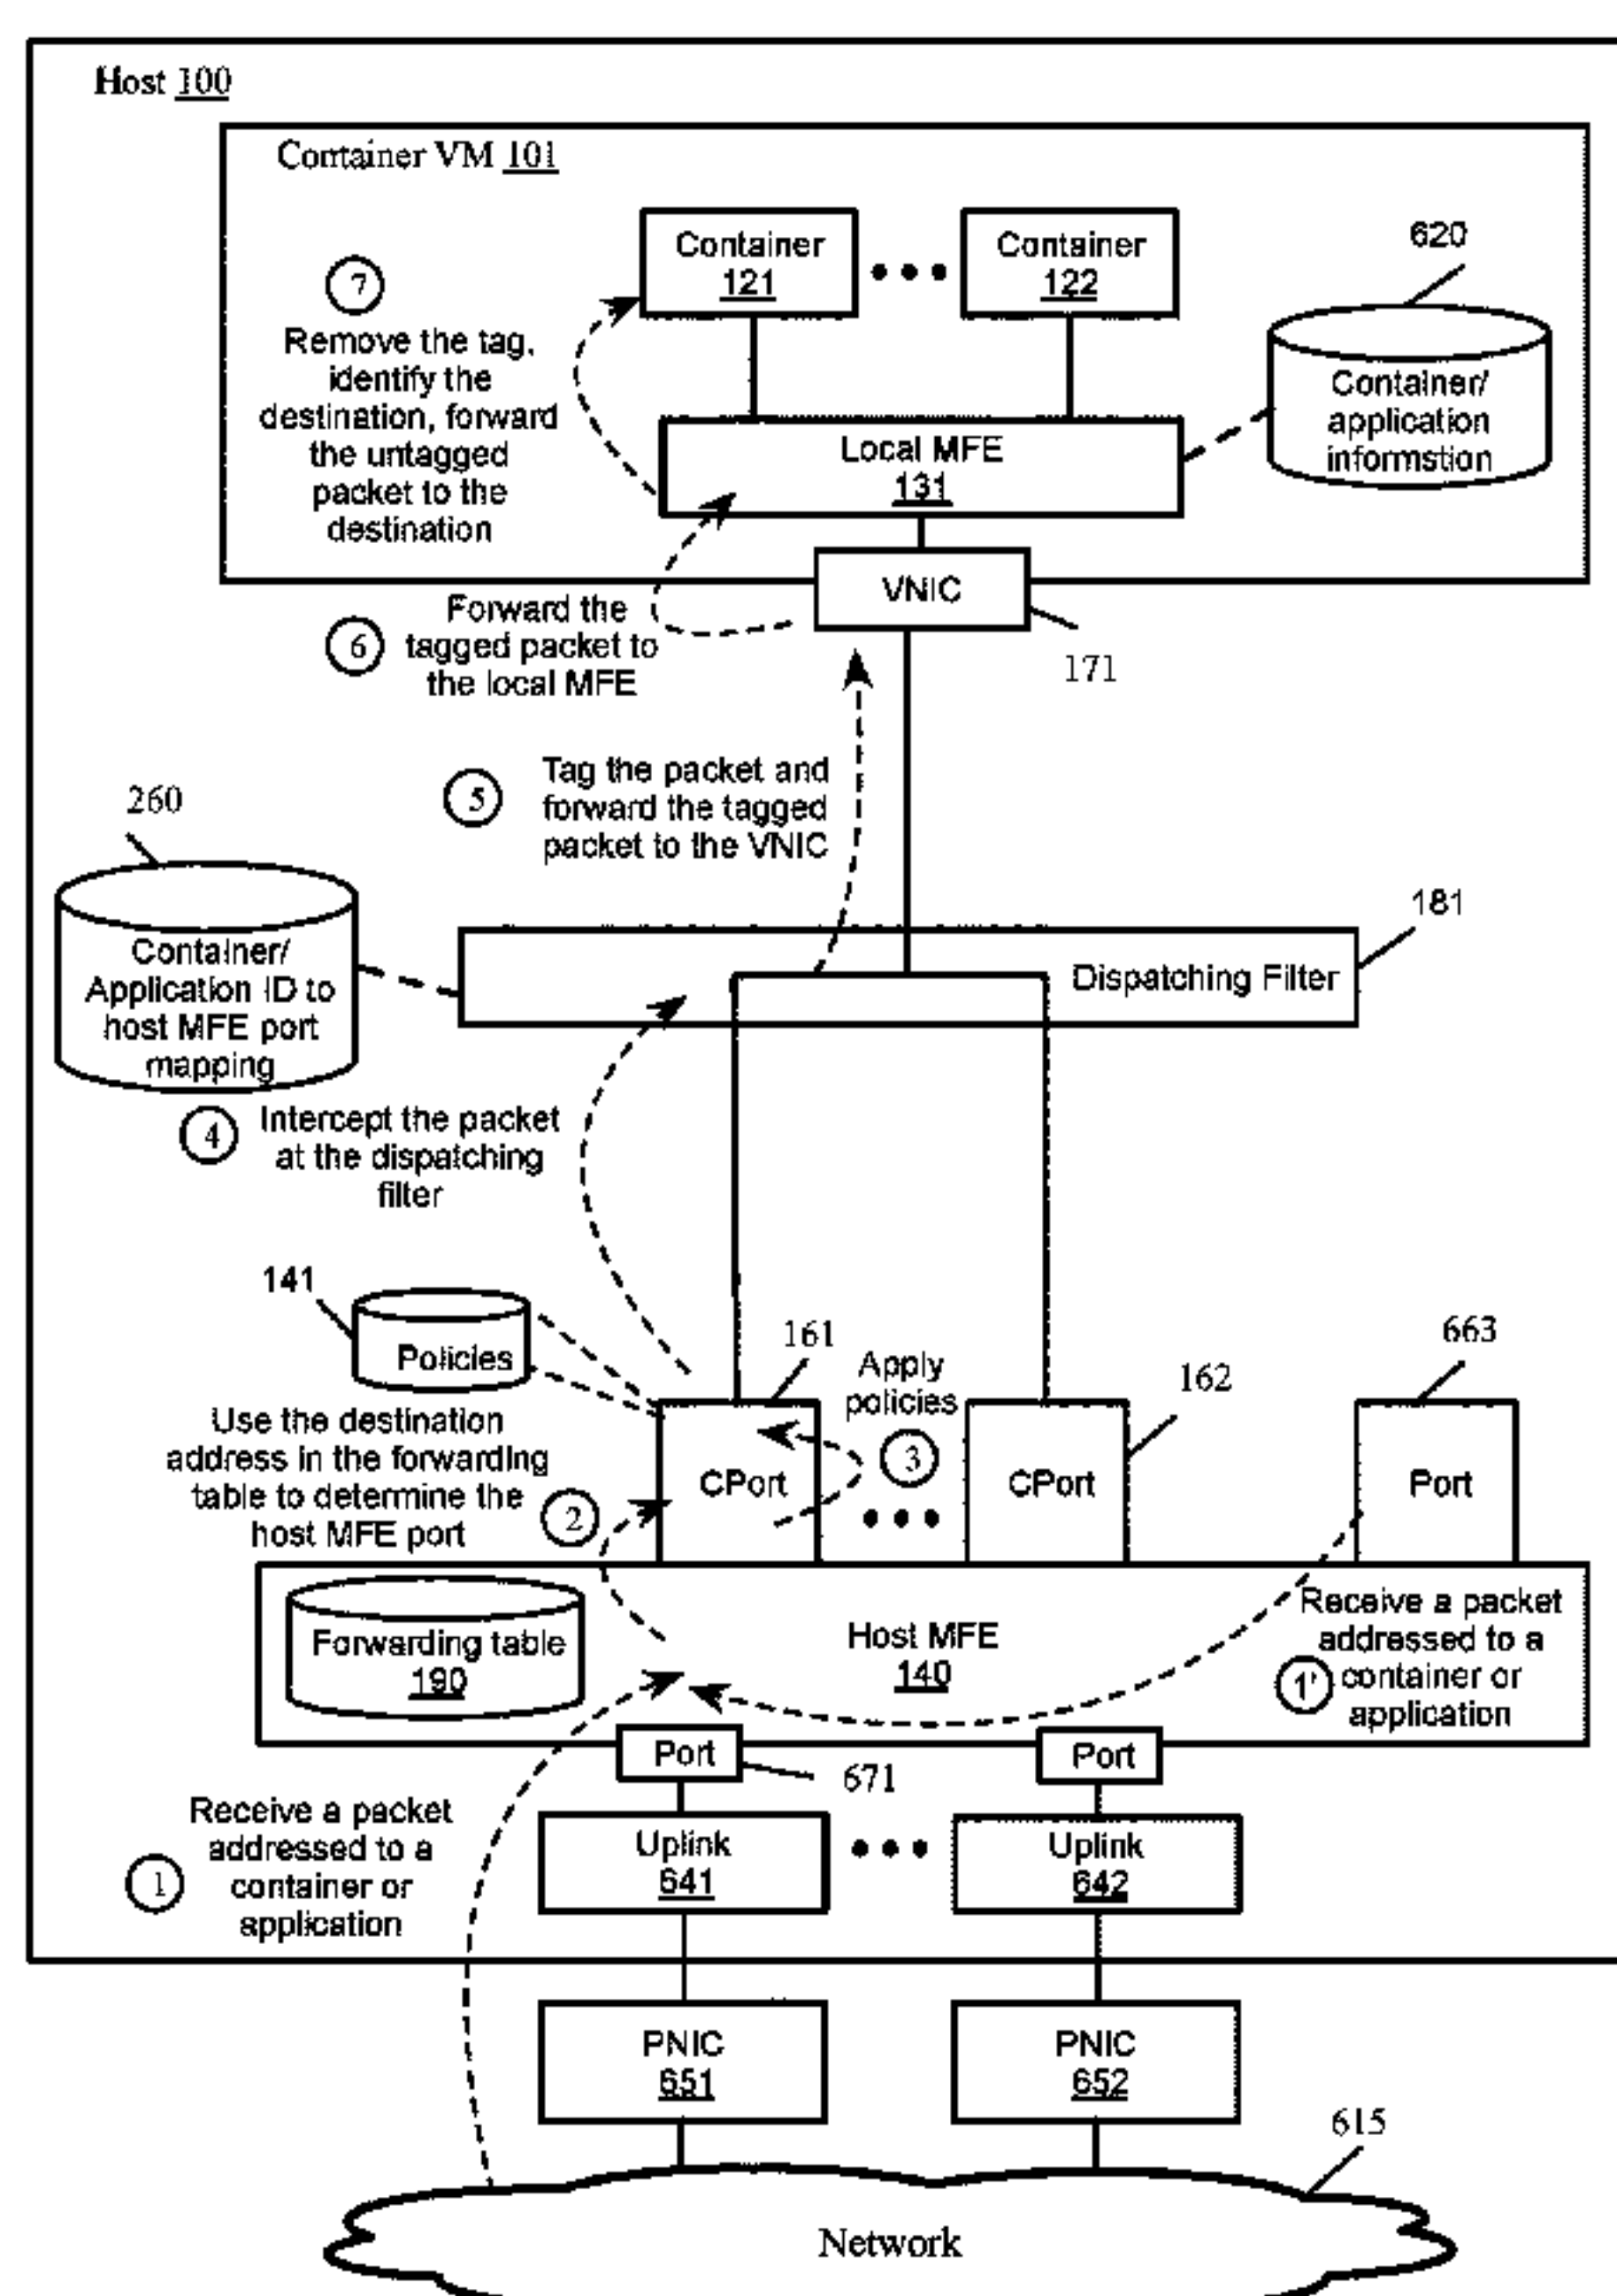 Host 100
Container VM 101
Container
121
Container
122
620
7
Remove the tag,
identify the
destination, forward
the untagged
packet to the
destination
Container/
application
informstion
Local MFE
131
VNIC
171
6
Forward the
tagged packet to
the local MFE
5
Tag the packet and
forward the tagged
packet to the VNIC
260
Container/
Application ID to
host MFE port
mapping
181
Dispatching Filter
4
Intercept the packet
at the dispatching
filter
141
Policies
161
Apply
policies
3
162
663
Use the destination
address in the forwarding
table to determine the
host MFE port
2
CPort
CPort
Port
Forwarding table
190
Host MFE
140
Receive a packet
addressed to a
container or
application
1'
Port
671
Port
1
Receive a packet
addressed to a
container or
application
Uplink
641
Uplink
642
PNIC
651
PNIC
652
615
Network